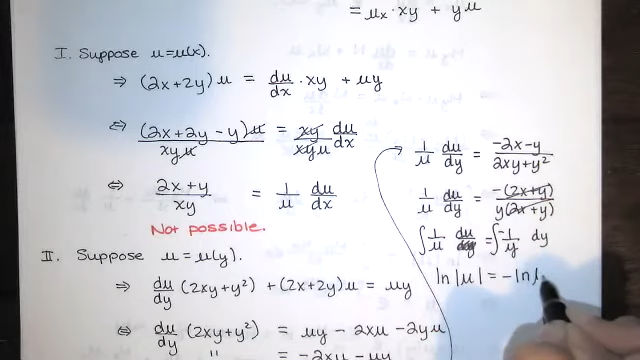 = μₓ · xy + yμ
I. Suppose μ=μ(x).
⇒ (2x+2y)μ = dμ/dx · xy + μy
⇔ (2x+2y-y)μ/xyμ = xy/xyμ dμ/dx
⇔ 2x+y/xy = 1/μ dμ/dx
Not possible.
II. Suppose μ = μ(y).
⇒ dμ/dy (2xy+y²) + (2x+2y)μ = μy
⇔ dμ/dy (2xy+y²) = μy - 2xμ - 2yμ
= -2xμ - μy
1/μ dμ/dy = -2x-y/2xy+y²
1/μ dμ/dy = -(2x+y)/y(2x+y)
∫ 1/μ dμ = ∫ -1/y dy
ln|μ| = -ln